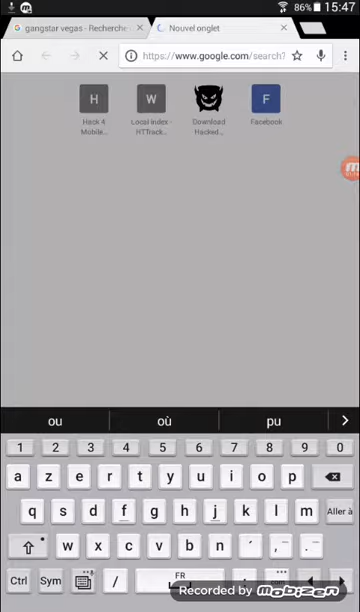 86% 15:47
gangstar vegas - Recherche
Nouvel onglet
https://www.google.com/search?
H W F
Hack 4 Mobile...
Local index - HTTrack...
Download Hacked...
Facebook
ou où pu
1 2 3 4 5 6 7 8 9 0
a z e r t y u i o p
q s d f g h j k l m Aller à
w x c v b n ' , .
Ctrl Sym / FR
Recorded by mobizen